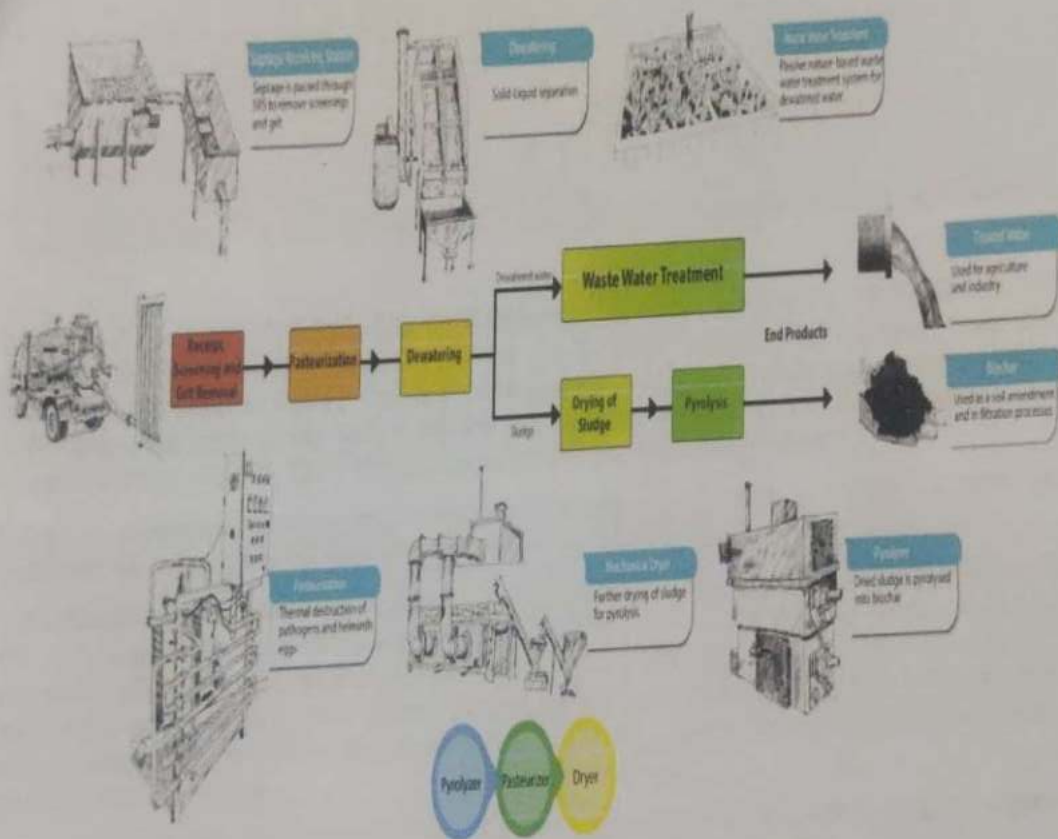 Septage Receiving Station
Septage is passed through
SRS to remove screenings
and grit.
Dewatering
Solid-Liquid separation
Waste Water Treatment
Passive nature-based waste
water treatment system for
dewatered water.
Dewatered water
Waste Water Treatment
Treated Water
Used for agriculture
and industry
End Products
Receipt,
Screening and
Grit Removal
Pasteurization
Dewatering
Sludge
Drying of
Sludge
Pyrolysis
Biochar
Used as a soil amendment
and in filtration processes
Pasteurization
Thermal destruction of
pathogens and helminth
eggs
Mechanical Dryer
Further drying of sludge
for pyrolysis.
Pyrolyzer
Dried sludge is pyrolysed
into biochar
Pyrolyzer
Pasteurizer
Dryer